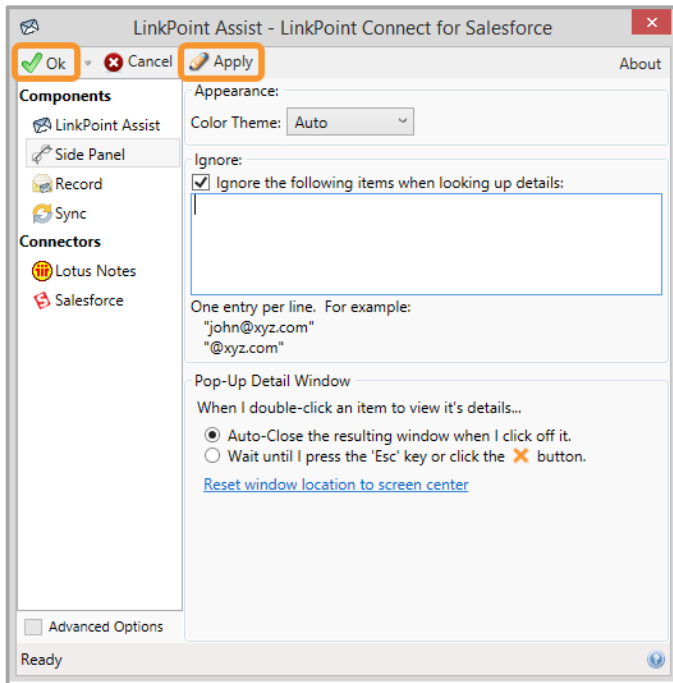 LinkPoint Assist - LinkPoint Connect for Salesforce
Ok Cancel Apply About
Components
LinkPoint Assist
Side Panel
Record
Sync
Connectors
Lotus Notes
Salesforce
Advanced Options
Appearance:
Color Theme: Auto
Ignore:
Ignore the following items when looking up details:
One entry per line. For example:
"john@xyz.com"
"@xyz.com"
Pop-Up Detail Window
When I double-click an item to view it's details...
Auto-Close the resulting window when I click off it.
Wait until I press the 'Esc' key or click the button.
Reset window location to screen center
Ready